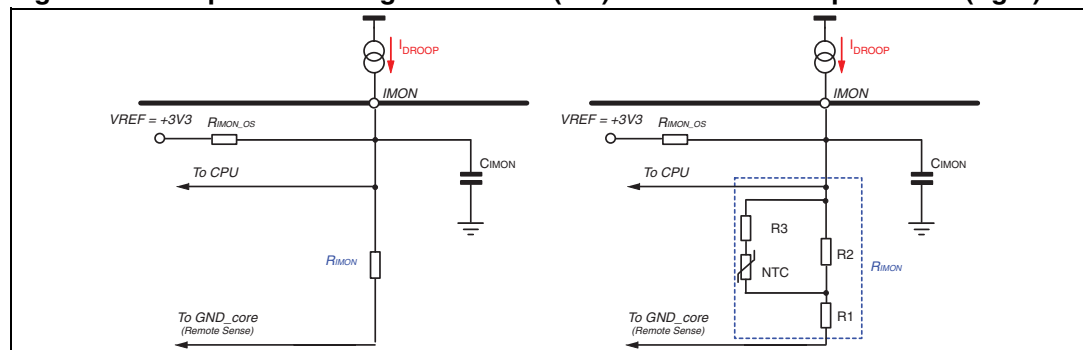 IDROOP
IMON
VREF = +3V3
RIMON_OS
CIMON
To CPU
RIMON
To GND_core
(Remote Sense)
IDROOP
IMON
VREF = +3V3
RIMON_OS
CIMON
To CPU
R3
R2
NTC
RIMON
R1
To GND_core
(Remote Sense)